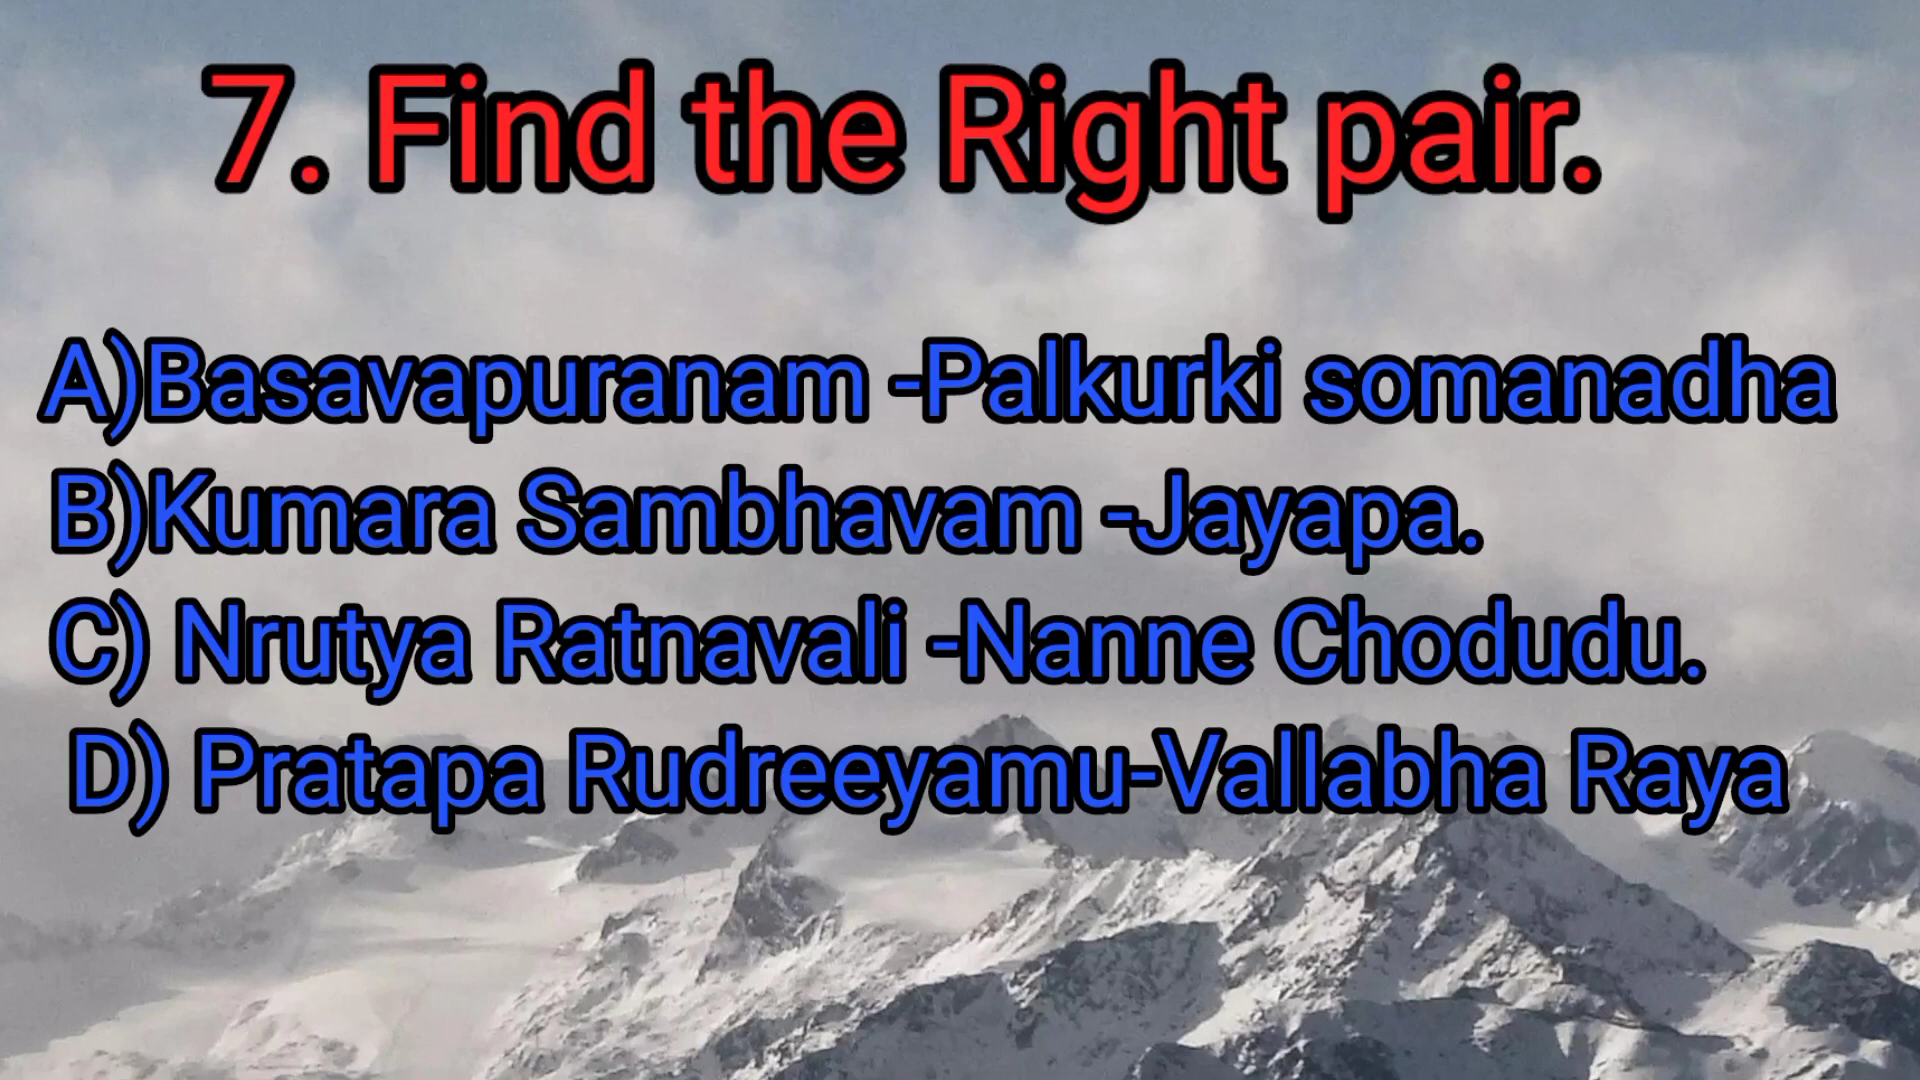 7. Find the Right pair.
A)Basavapuranam -Palkurki somanadha
B)Kumara Sambhavam -Jayapa.
C) Nrutya Ratnavali -Nanne Chodudu.
D) Pratapa Rudreeyamu-Vallabha Raya